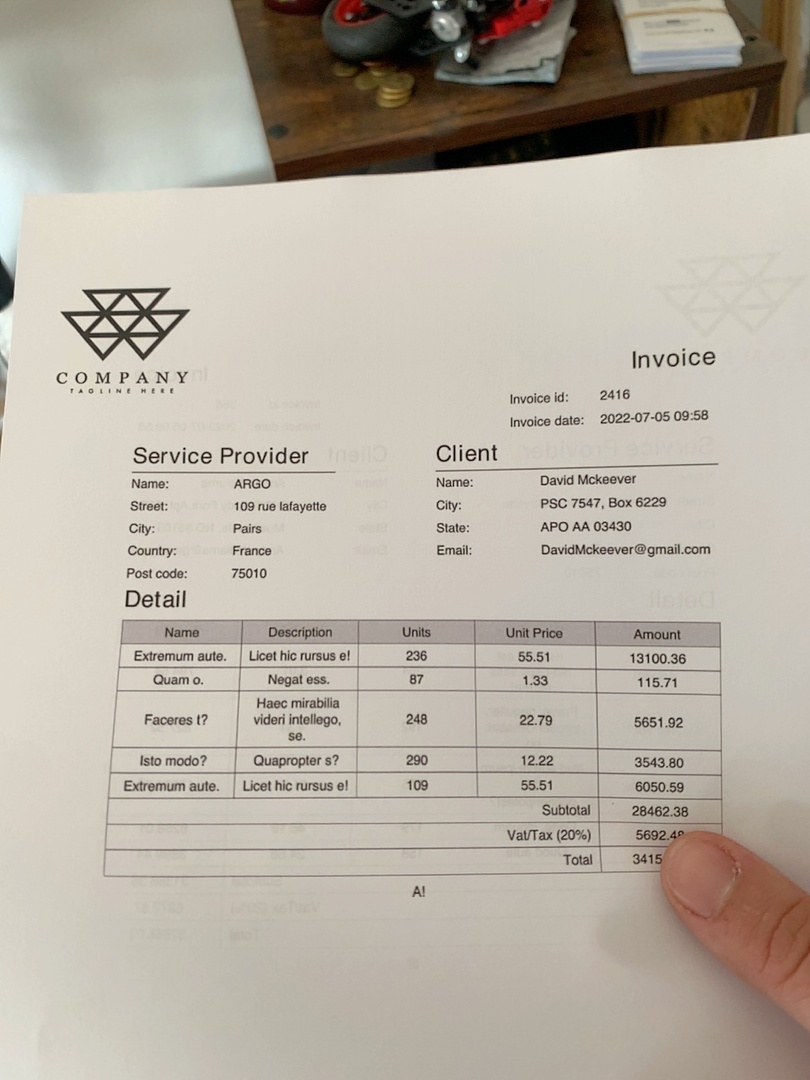 COMPANY
TAGLINE HERE
Invoice
Invoice id: 2416
Invoice date: 2022-07-05 09:58
Service Provider
Name: ARGO
Street: 109 rue lafayette
City: Pairs
Country: France
Post code: 75010
Client
Name: David Mckeever
City: PSC 7547, Box 6229
State: APO AA 03430
Email: DavidMckeever@gmail.com
Detail
Name Description Units Unit Price Amount
Extremum aute. Licet hic rursus e! 236 55.51 13100.36
Quam o. Negat ess. 87 1.33 115.71
Faceres t? Haec mirabilia videri intellego, se. 248 22.79 5651.92
Isto modo? Quapropter s? 290 12.22 3543.80
Extremum aute. Licet hic rursus e! 109 55.51 6050.59
Subtotal 28462.38
Vat/Tax (20%) 5692.48
Total
A!